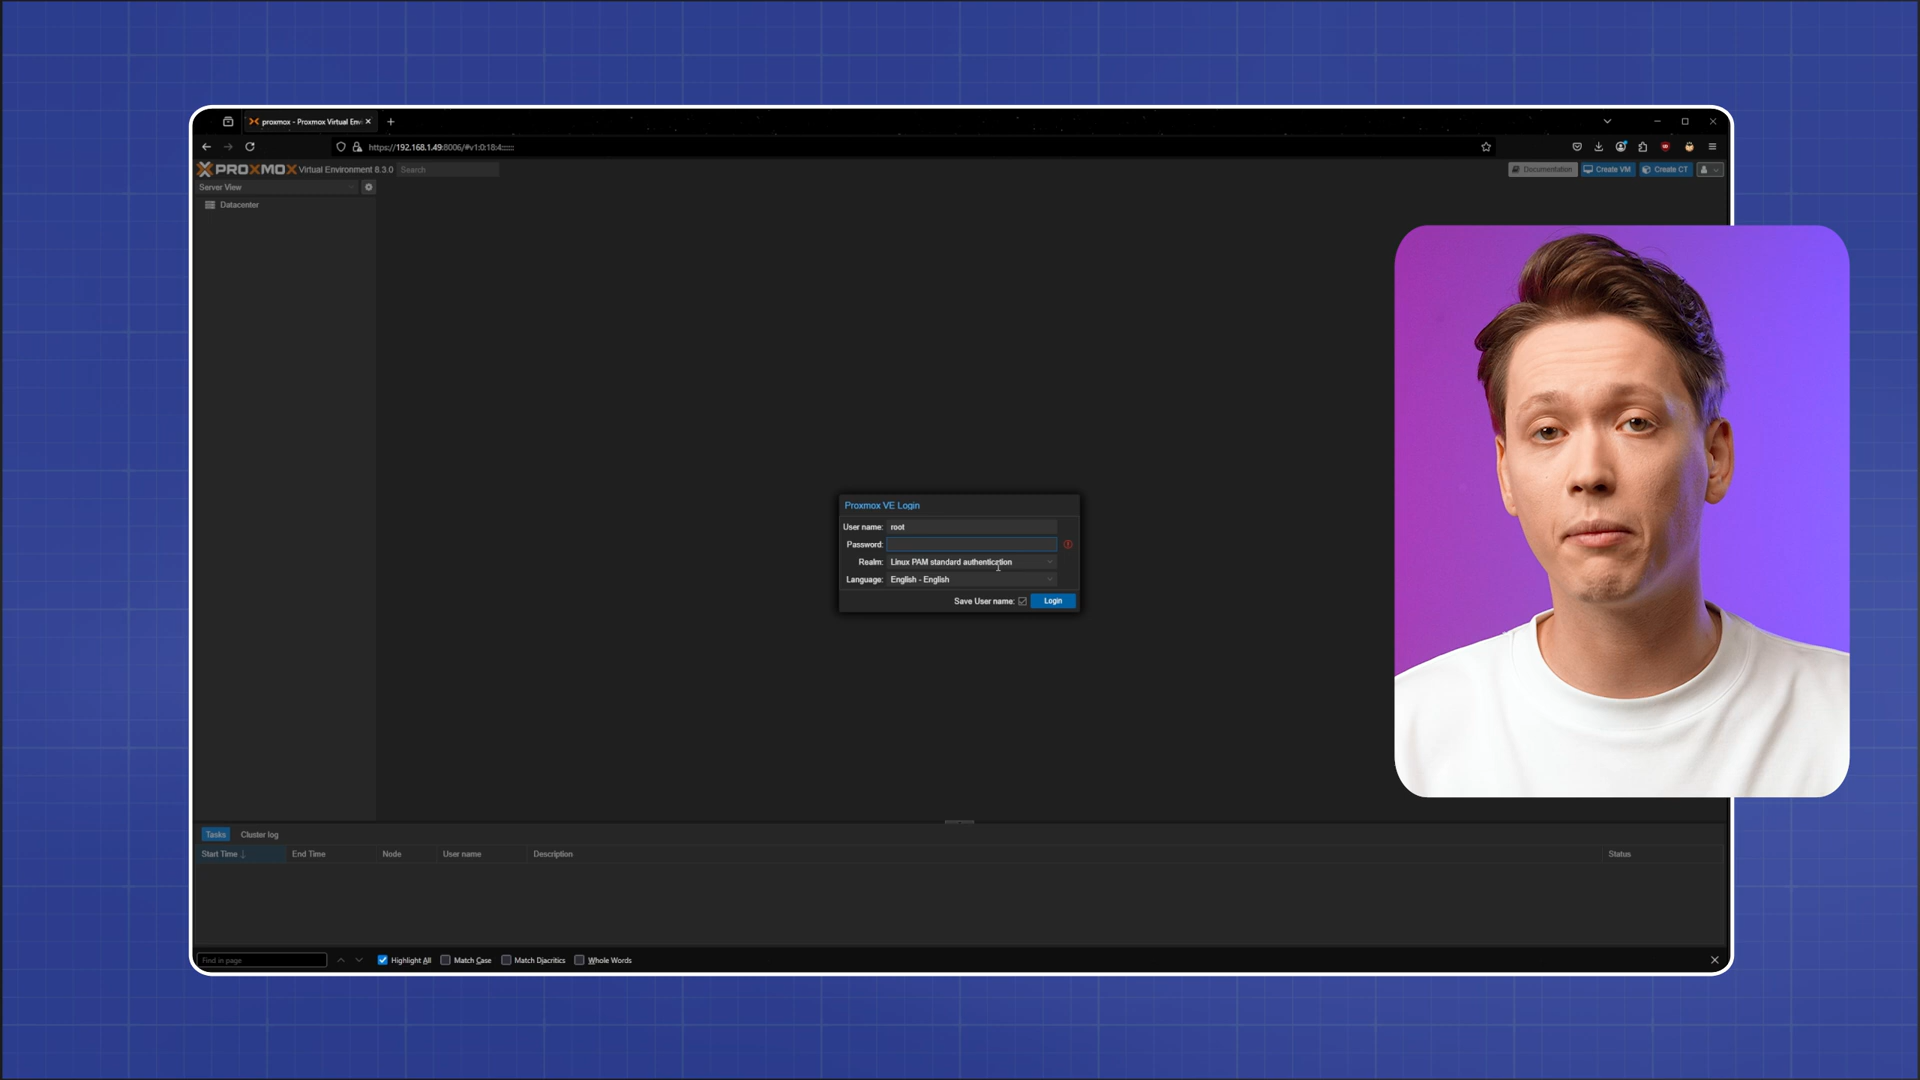 proxmox - Proxmox Virtual Env
https://192.168.1.49:8006/#v1:0:18:4::::::
PROXMOX Virtual Environment 8.3.0 Search
Documentation Create VM Create CT
Server View
Datacenter
Proxmox VE Login
User name: root
Password:
Realm: Linux PAM standard authentication
Language: English - English
Save User name: Login
Tasks Cluster log
Start Time End Time Node User name Description Status
Find in page Highlight All Match Case Match Diacritics Whole Words